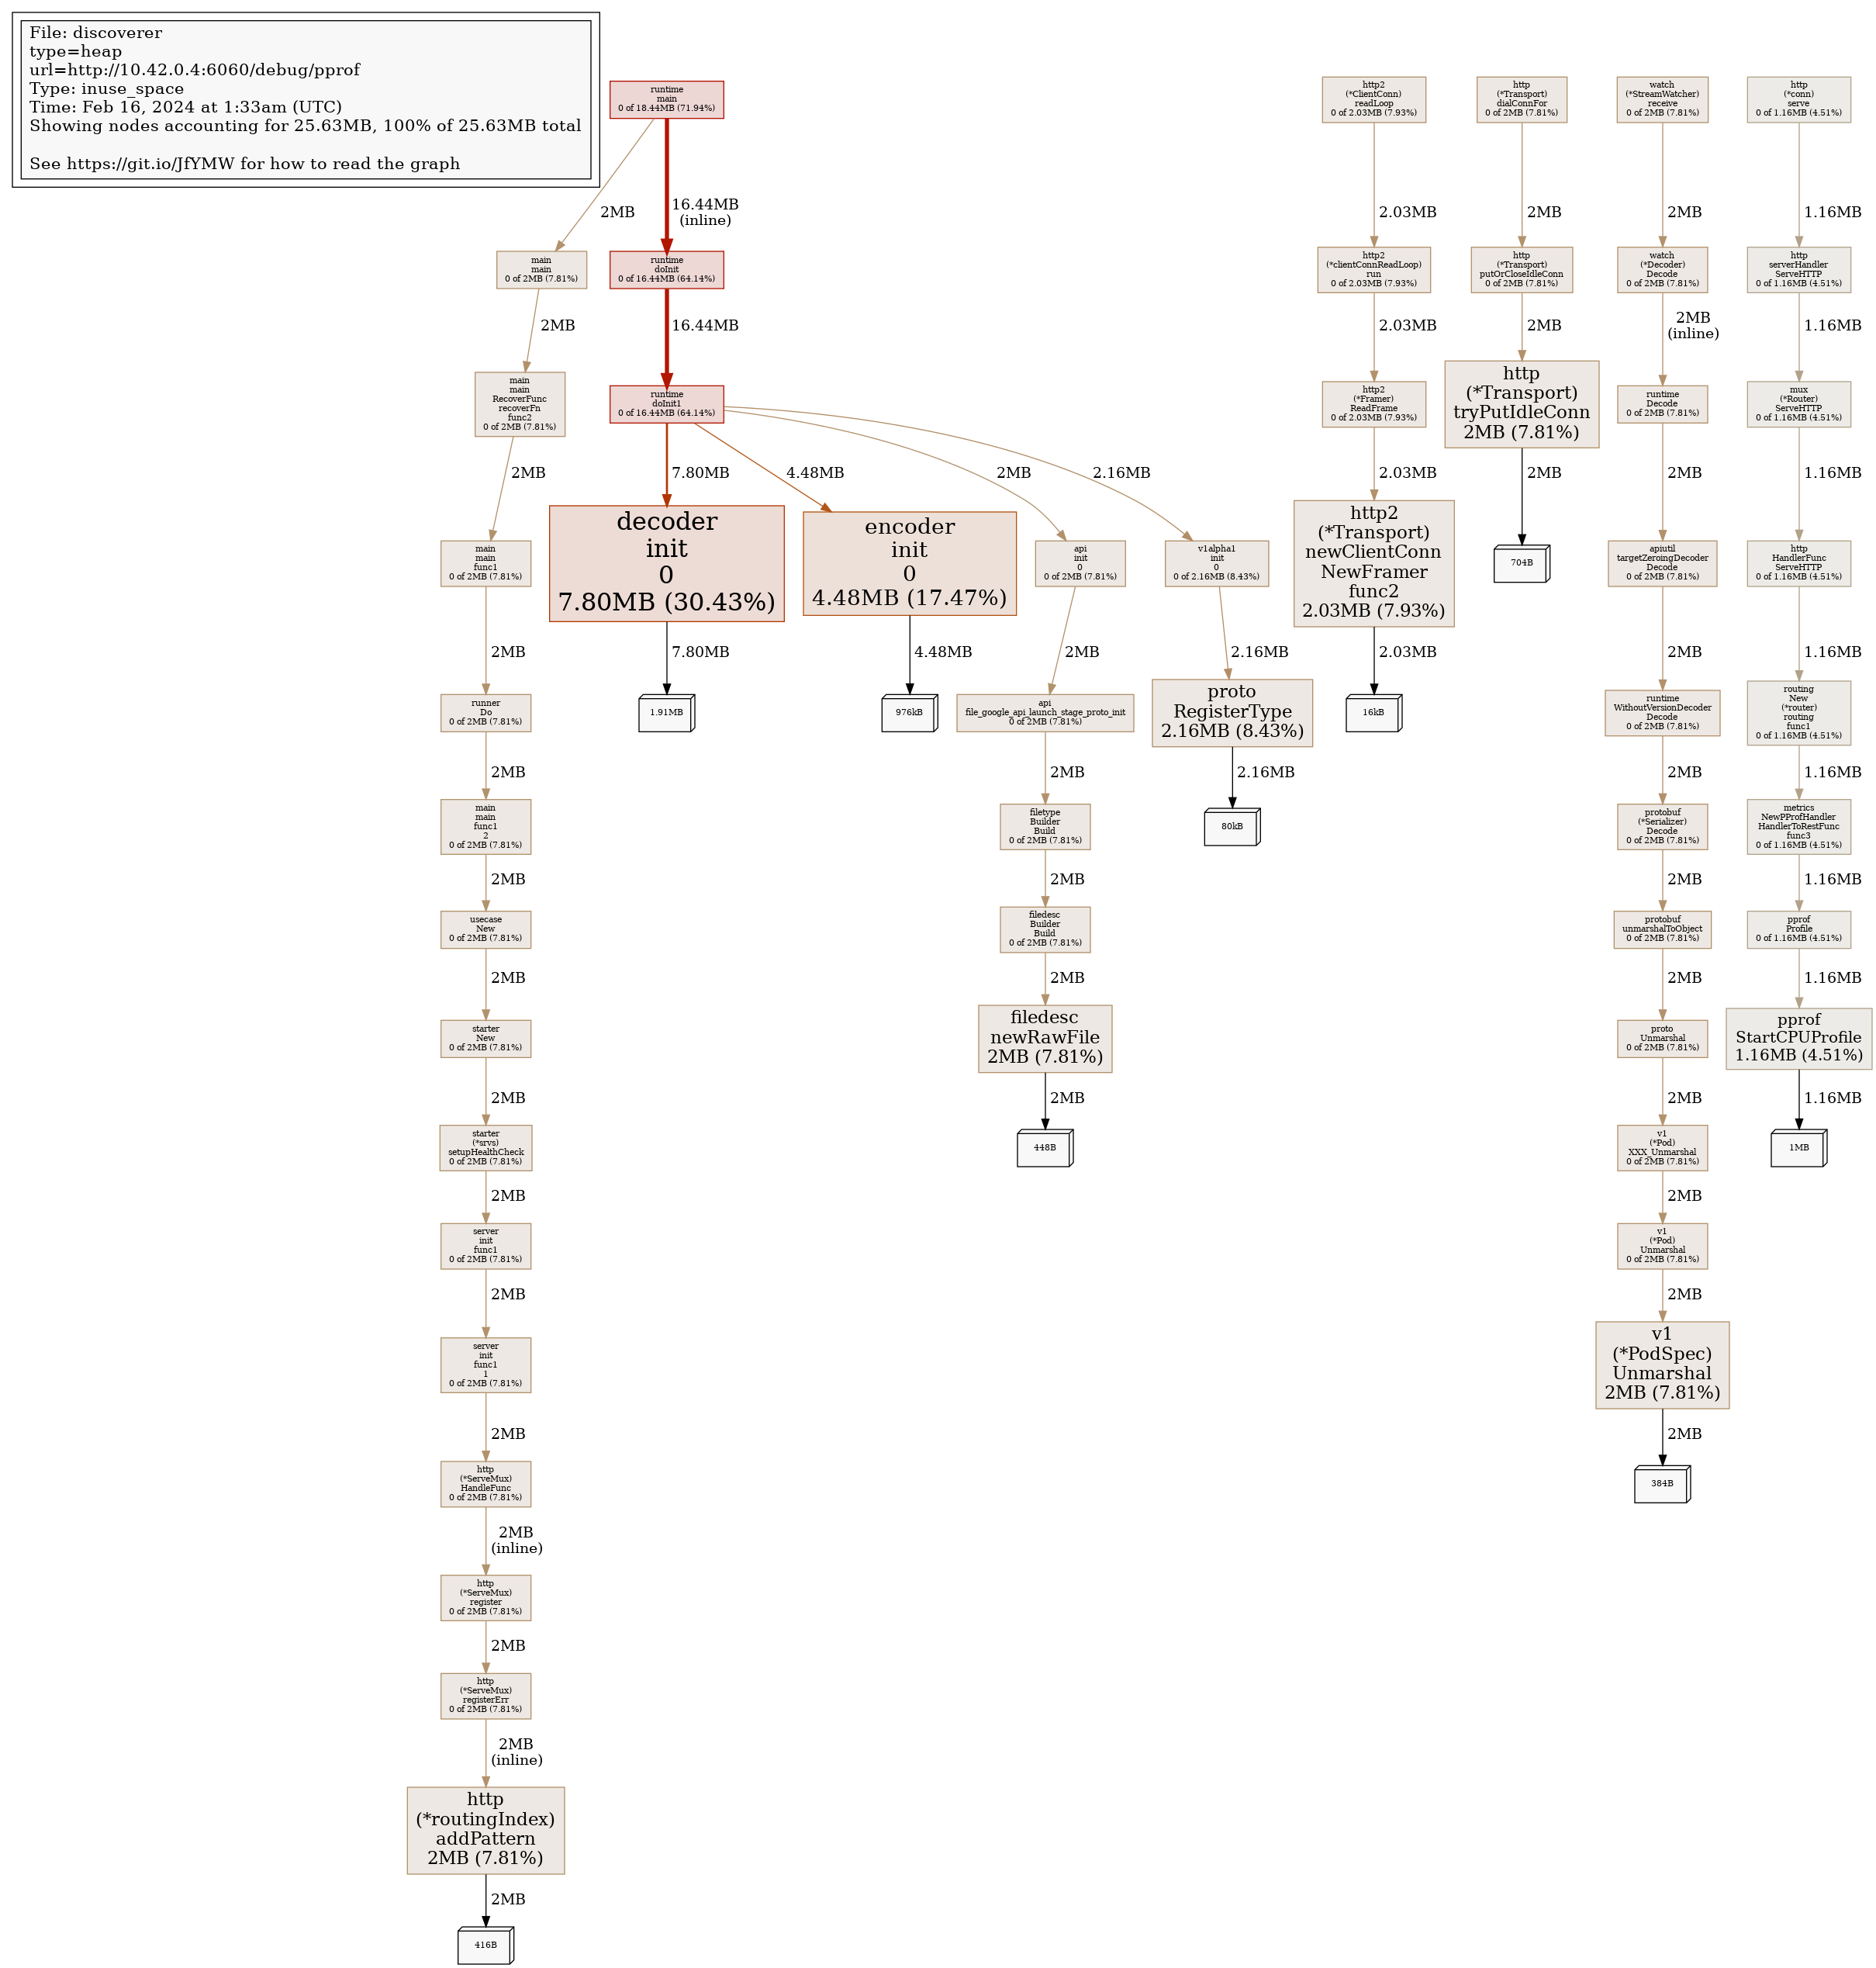 File: discoverer
type=heap
url=http://10.42.0.4:6060/debug/pprof
Type: inuse_space
Time: Feb 16, 2024 at 1:33am (UTC)
Showing nodes accounting for 25.63MB, 100% of 25.63MB total
See https://git.io/JfYMW for how to read the graph
runtime
main
0 of 18.44MB (71.94%)
2MB
16.44MB
(inline)
main
main
0 of 2MB (7.81%)
2MB
main
main
RecoverFunc
recoverFn
func2
0 of 2MB (7.81%)
2MB
main
main
func1
0 of 2MB (7.81%)
2MB
runner
Do
0 of 2MB (7.81%)
2MB
main
main
func1
2
0 of 2MB (7.81%)
2MB
usecase
New
0 of 2MB (7.81%)
2MB
starter
New
0 of 2MB (7.81%)
2MB
starter
(*srvs)
setupHealthCheck
0 of 2MB (7.81%)
2MB
server
init
func1
0 of 2MB (7.81%)
2MB
server
init
func1
1
0 of 2MB (7.81%)
2MB
http
(*ServeMux)
HandleFunc
0 of 2MB (7.81%)
2MB
(inline)
http
(*ServeMux)
register
0 of 2MB (7.81%)
2MB
http
(*ServeMux)
registerErr
0 of 2MB (7.81%)
2MB
(inline)
http
(*routingIndex)
addPattern
2MB (7.81%)
2MB
416B
runtime
doInit
0 of 16.44MB (64.14%)
16.44MB
runtime
doInit1
0 of 16.44MB (64.14%)
7.80MB
4.48MB
2MB
2.16MB
decoder
init
0
7.80MB (30.43%)
7.80MB
1.91MB
encoder
init
0
4.48MB (17.47%)
4.48MB
976kB
api
init
0
0 of 2MB (7.81%)
2MB
api
file_google_api_launch_stage_proto_init
0 of 2MB (7.81%)
2MB
filetype
Builder
Build
0 of 2MB (7.81%)
2MB
filedesc
Builder
Build
0 of 2MB (7.81%)
2MB
filedesc
newRawFile
2MB (7.81%)
2MB
448B
v1alpha1
init
0
0 of 2.16MB (8.43%)
2.16MB
proto
RegisterType
2.16MB (8.43%)
2.16MB
80kB
http2
(*ClientConn)
readLoop
0 of 2.03MB (7.93%)
2.03MB
http2
(*clientConnReadLoop)
run
0 of 2.03MB (7.93%)
2.03MB
http2
(*Framer)
ReadFrame
0 of 2.03MB (7.93%)
2.03MB
http2
(*Transport)
newClientConn
NewFramer
func2
2.03MB (7.93%)
2.03MB
16kB
http
(*Transport)
dialConnFor
0 of 2MB (7.81%)
2MB
http
(*Transport)
putOrCloseIdleConn
0 of 2MB (7.81%)
2MB
http
(*Transport)
tryPutIdleConn
2MB (7.81%)
2MB
704B
watch
(*StreamWatcher)
receive
0 of 2MB (7.81%)
2MB
watch
(*Decoder)
Decode
0 of 2MB (7.81%)
2MB
(inline)
runtime
Decode
0 of 2MB (7.81%)
2MB
apiutil
targetZeroingDecoder
Decode
0 of 2MB (7.81%)
2MB
runtime
WithoutVersionDecoder
Decode
0 of 2MB (7.81%)
2MB
protobuf
(*Serializer)
Decode
0 of 2MB (7.81%)
2MB
protobuf
unmarshalToObject
0 of 2MB (7.81%)
2MB
proto
Unmarshal
0 of 2MB (7.81%)
2MB
v1
(*Pod)
XXX_Unmarshal
0 of 2MB (7.81%)
2MB
v1
(*Pod)
Unmarshal
0 of 2MB (7.81%)
2MB
v1
(*PodSpec)
Unmarshal
2MB (7.81%)
2MB
384B
http
(*conn)
serve
0 of 1.16MB (4.51%)
1.16MB
http
serverHandler
ServeHTTP
0 of 1.16MB (4.51%)
1.16MB
mux
(*Router)
ServeHTTP
0 of 1.16MB (4.51%)
1.16MB
http
HandlerFunc
ServeHTTP
0 of 1.16MB (4.51%)
1.16MB
routing
New
(*router)
routing
func1
0 of 1.16MB (4.51%)
1.16MB
metrics
NewPProfHandler
HandlerToRestFunc
func3
0 of 1.16MB (4.51%)
1.16MB
pprof
Profile
0 of 1.16MB (4.51%)
1.16MB
pprof
StartCPUProfile
1.16MB (4.51%)
1.16MB
1MB